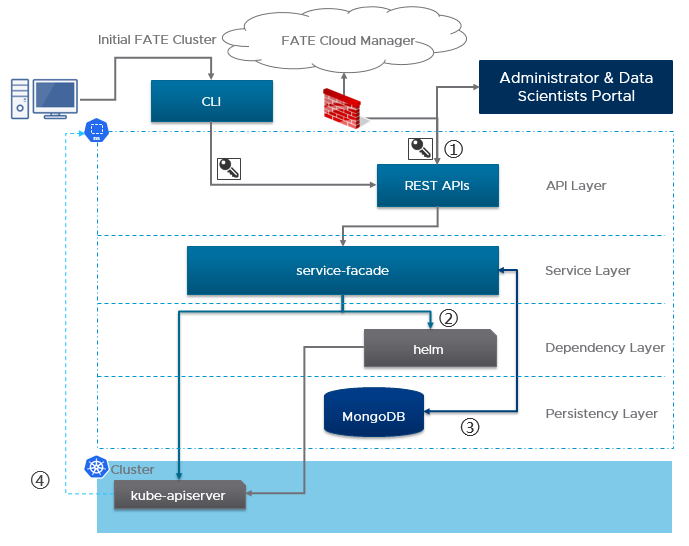 Initial FATE Cluster
FATE Cloud Manager
Administrator & Data
Scientists Portal
CLI
①
REST APIs
API Layer
service-facade
Service Layer
②
helm
Dependency Layer
MongoDB
Persistency Layer
③
Cluster
④
kube-apiserver